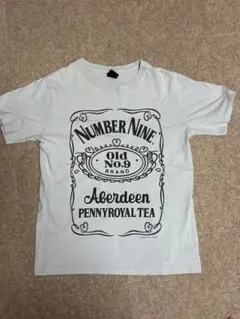 NUMBER NINE
Old
No.9
BRAND
Aberdeen
PENNYROYAL TEA